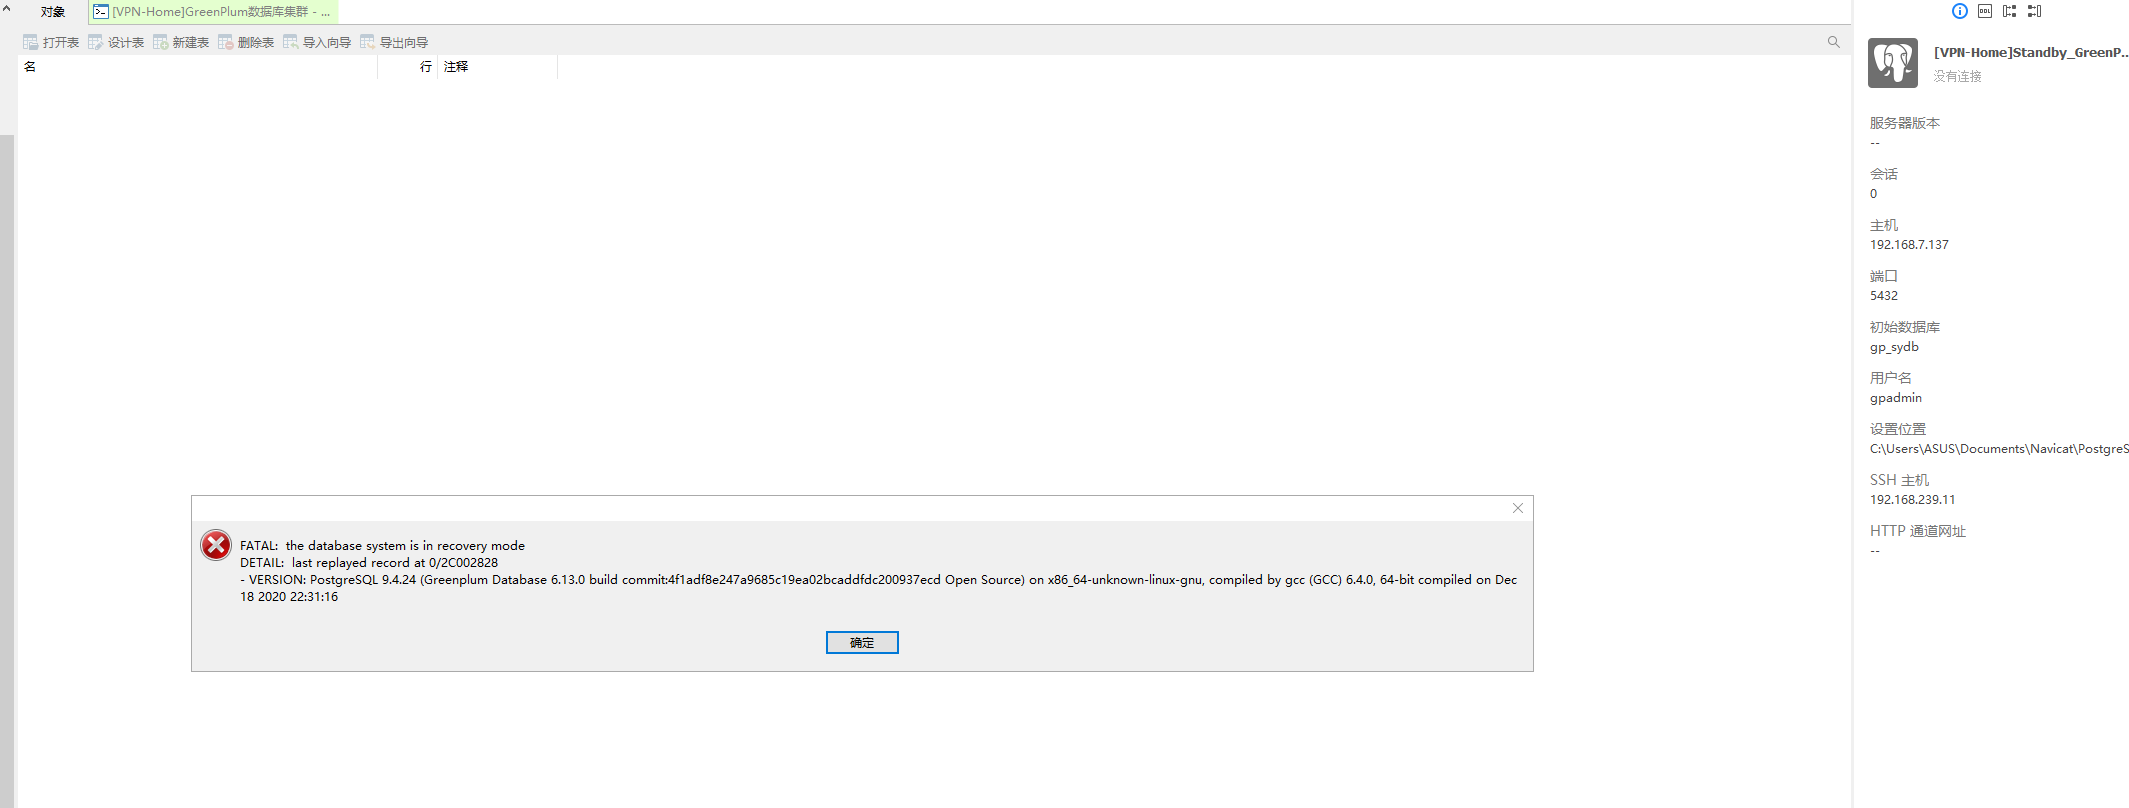 对象
[VPN-Home]GreenPlum数据库集群 - ...
打开表 设计表 新建表 删除表 导入向导 导出向导
名 行 注释
FATAL:  the database system is in recovery mode
DETAIL:  last replayed record at 0/2C002828
- VERSION: PostgreSQL 9.4.24 (Greenplum Database 6.13.0 build commit:4f1adf8e247a9685c19ea02bcaddfdc200937ecd Open Source) on x86_64-unknown-linux-gnu, compiled by gcc (GCC) 6.4.0, 64-bit compiled on Dec
18 2020 22:31:16
确定
DDL
[VPN-Home]Standby_GreenP...
没有连接
服务器版本
--
会话
0
主机
192.168.7.137
端口
5432
初始数据库
gp_sydb
用户名
gpadmin
设置位置
C:\Users\ASUS\Documents\Navicat\PostgreS
SSH 主机
192.168.239.11
HTTP 通道网址
--